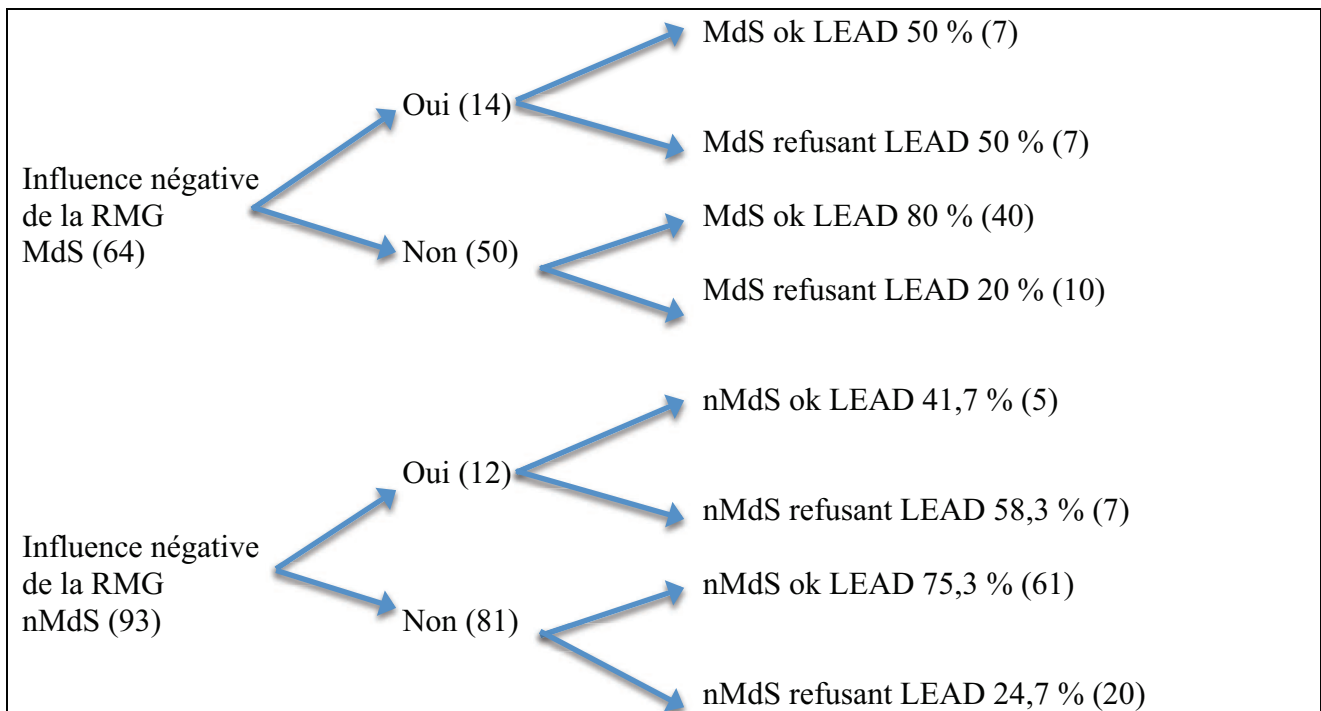 MdS ok LEAD 50 % (7)
Oui (14)
MdS refusant LEAD 50 % (7)
Influence négative
de la RMG
MdS (64)
MdS ok LEAD 80 % (40)
Non (50)
MdS refusant LEAD 20 % (10)
nMdS ok LEAD 41,7 % (5)
Oui (12)
nMdS refusant LEAD 58,3 % (7)
Influence négative
de la RMG
nMdS (93)
nMdS ok LEAD 75,3 % (61)
Non (81)
nMdS refusant LEAD 24,7 % (20)